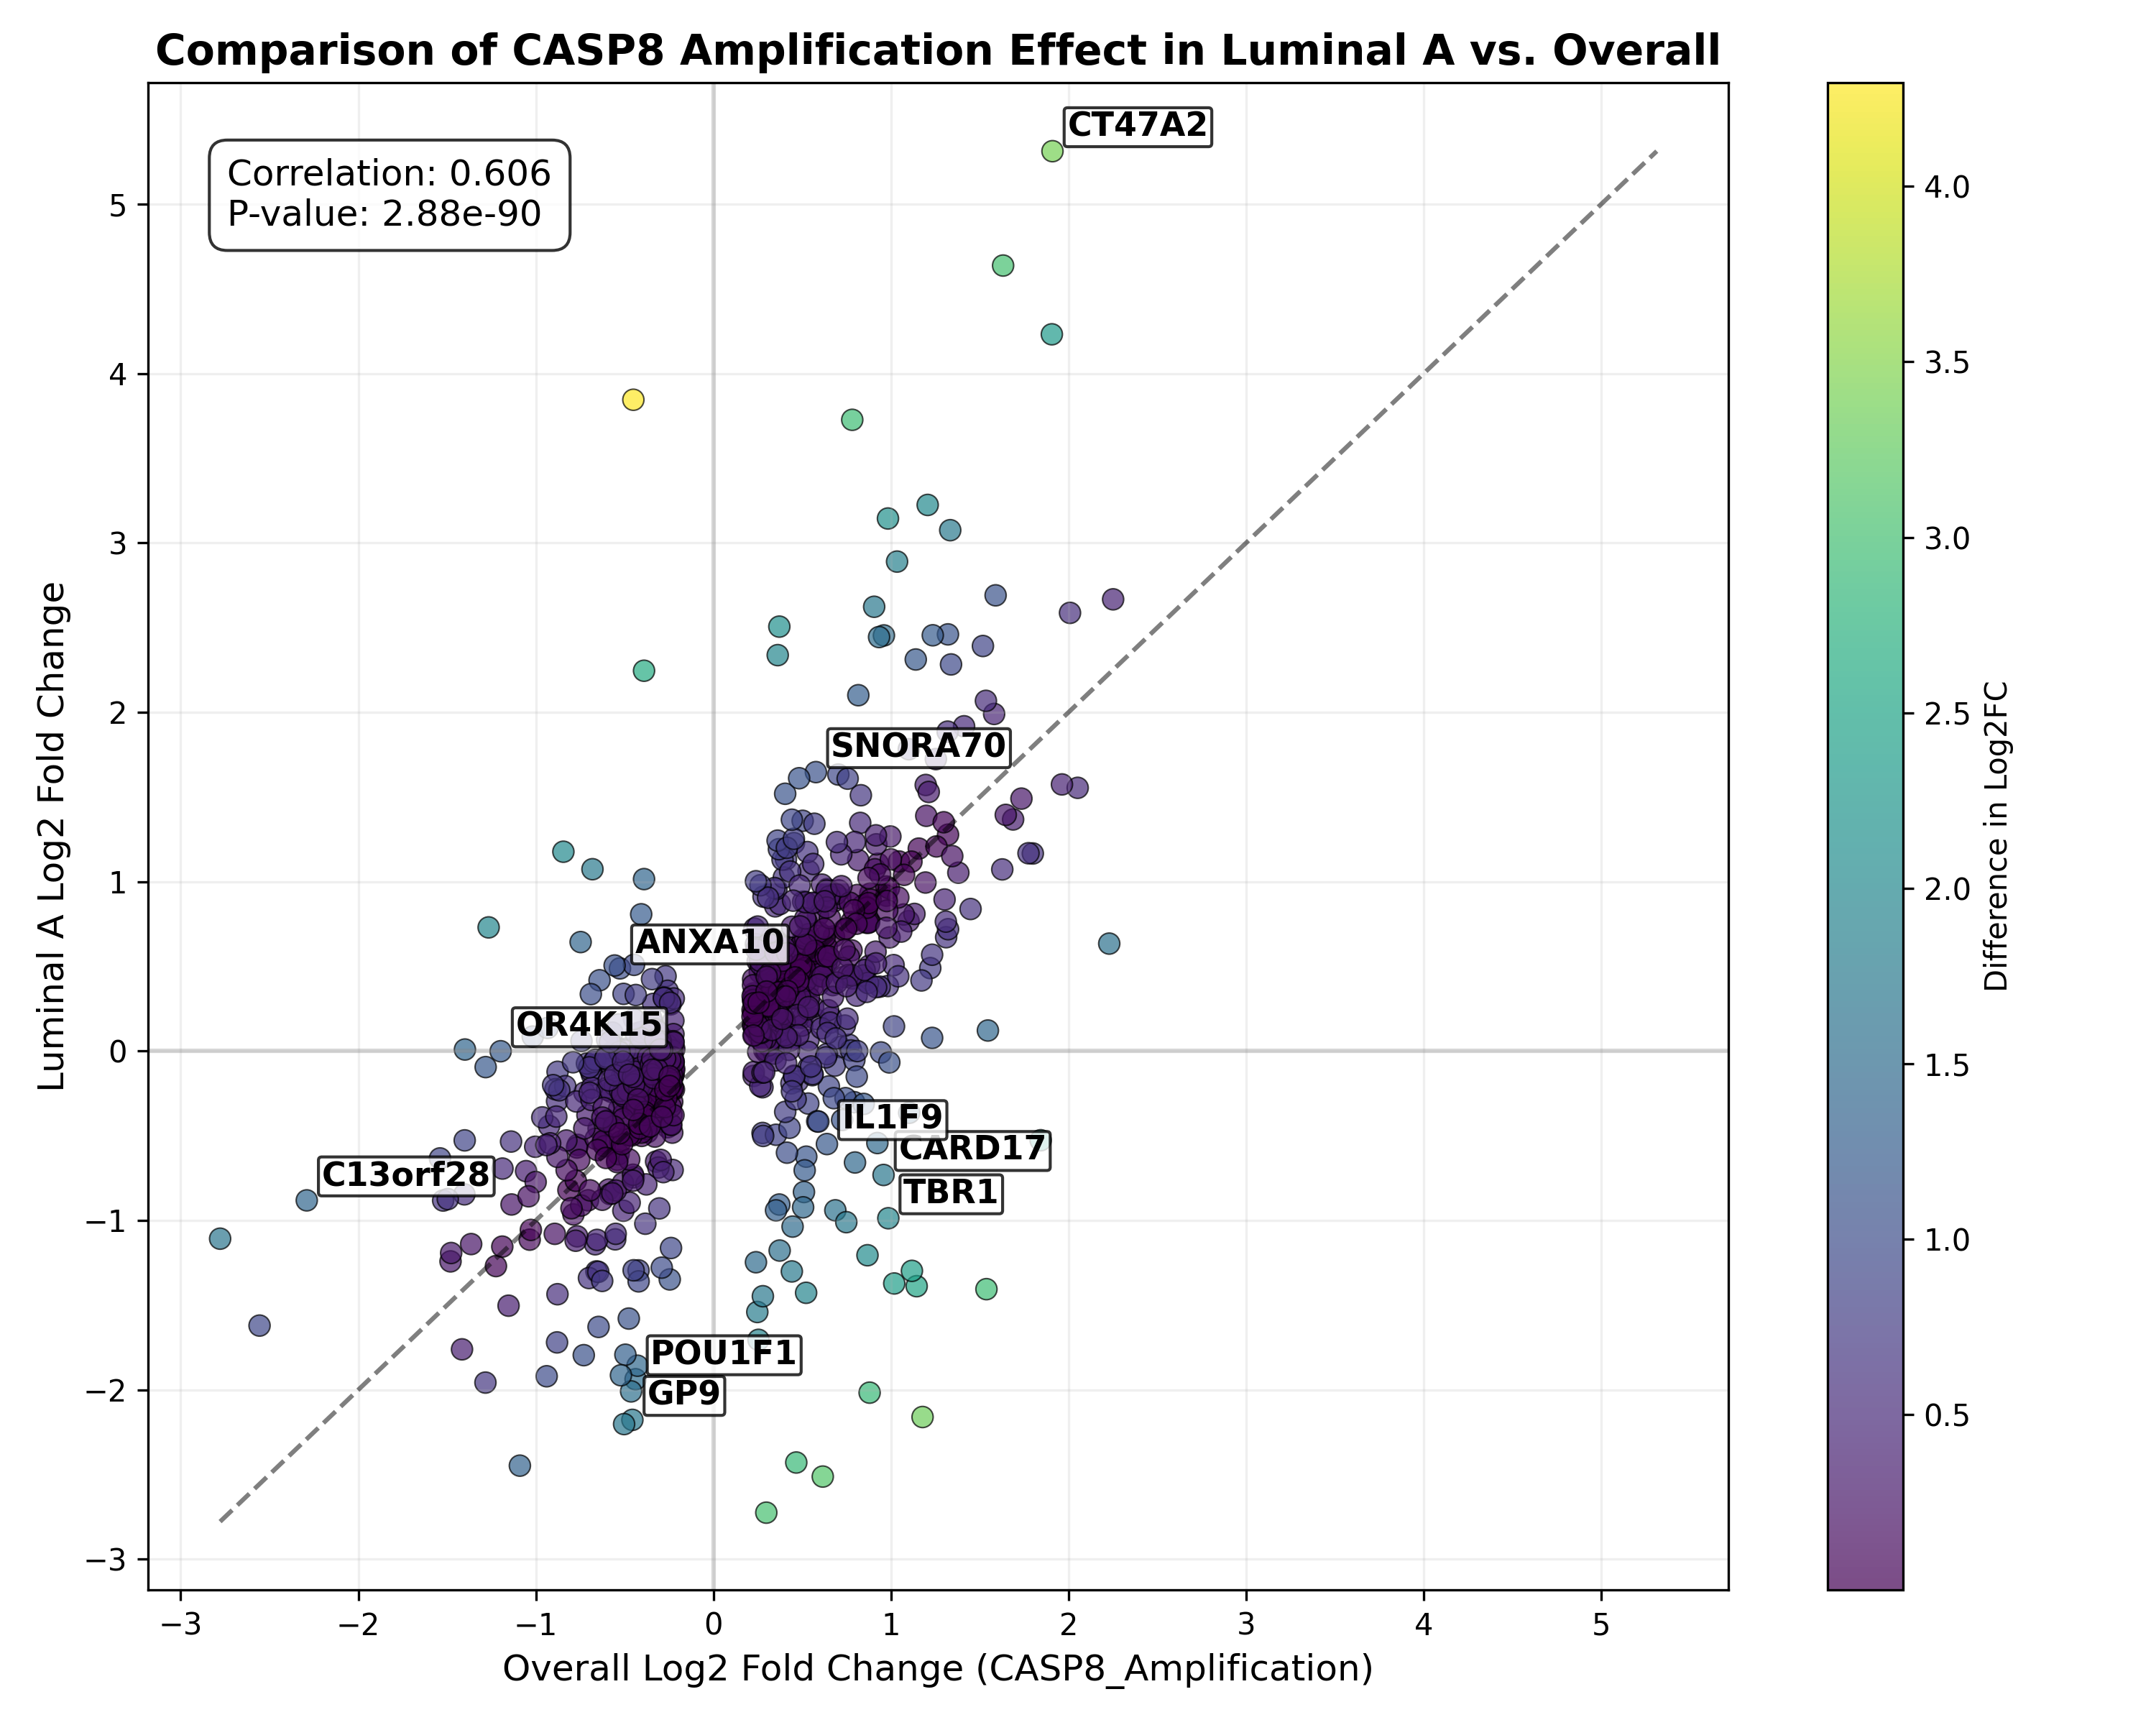 Comparison of CASP8 Amplification Effect in Luminal A vs. Overall
Correlation: 0.606
P-value: 2.88e-90
CT47A2
SNORA70
ANXA10
OR4K15
IL1F9
CARD17
C13orf28
TBR1
POU1F1
GP9
Luminal A Log2 Fold Change
5
4
3
2
1
0
−1
−2
−3
−3
−2
−1
0
1
2
3
4
5
Overall Log2 Fold Change (CASP8_Amplification)
4.0
3.5
3.0
2.5
2.0
1.5
1.0
0.5
Difference in Log2FC